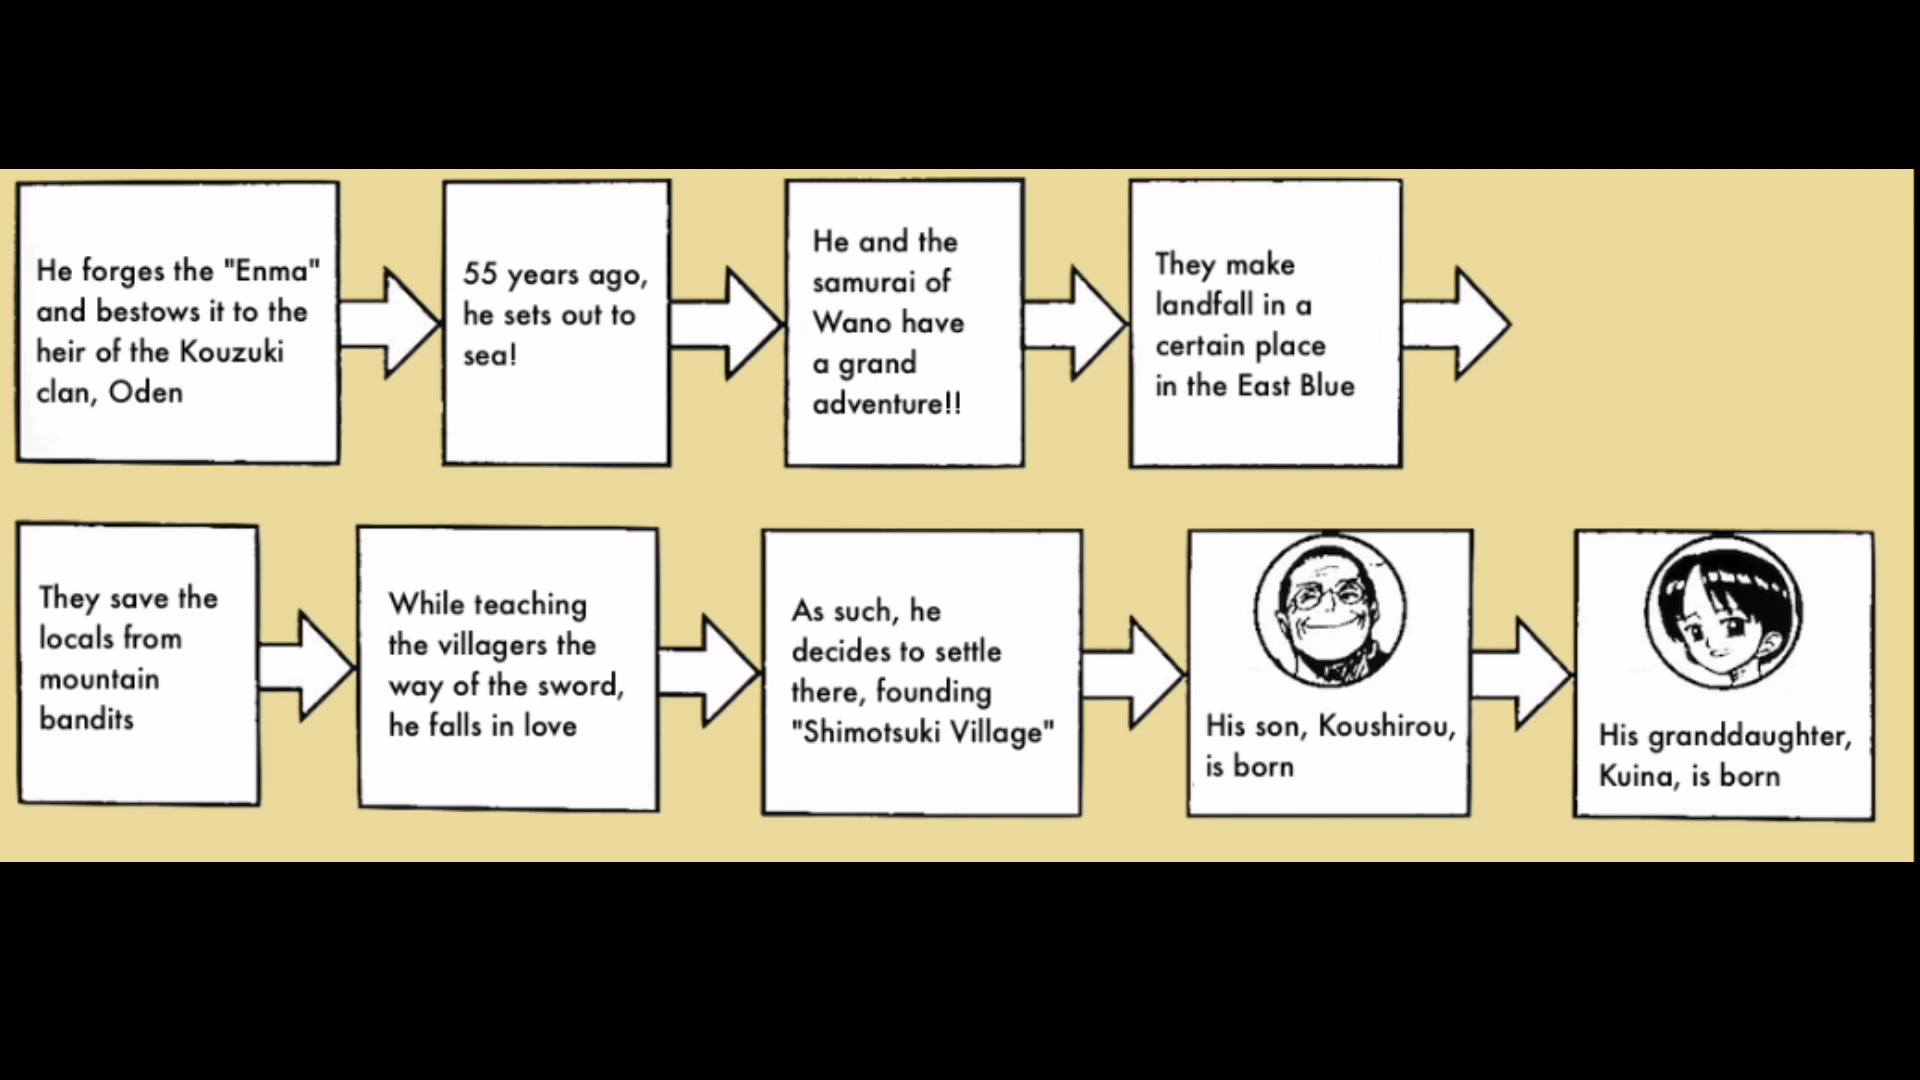 He forges the "Enma"
and bestows it to the
heir of the Kouzuki
clan, Oden
55 years ago,
he sets out to
sea!
He and the
samurai of
Wano have
a grand
adventure!!
They make
landfall in a
certain place
in the East Blue
They save the
locals from
mountain
bandits
While teaching
the villagers the
way of the sword,
he falls in love
As such, he
decides to settle
there, founding
"Shimotsuki Village"
His son, Koushirou,
is born
His granddaughter,
Kuina, is born